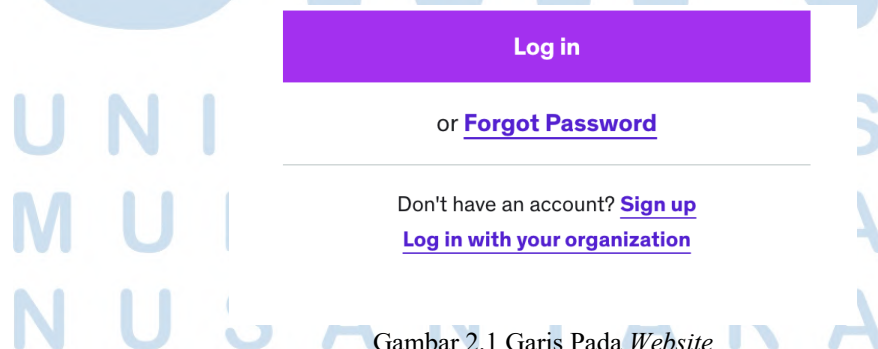 Log in
or Forgot Password
Don't have an account? Sign up
Log in with your organization
Gambar 2.1 Garis Pada Website